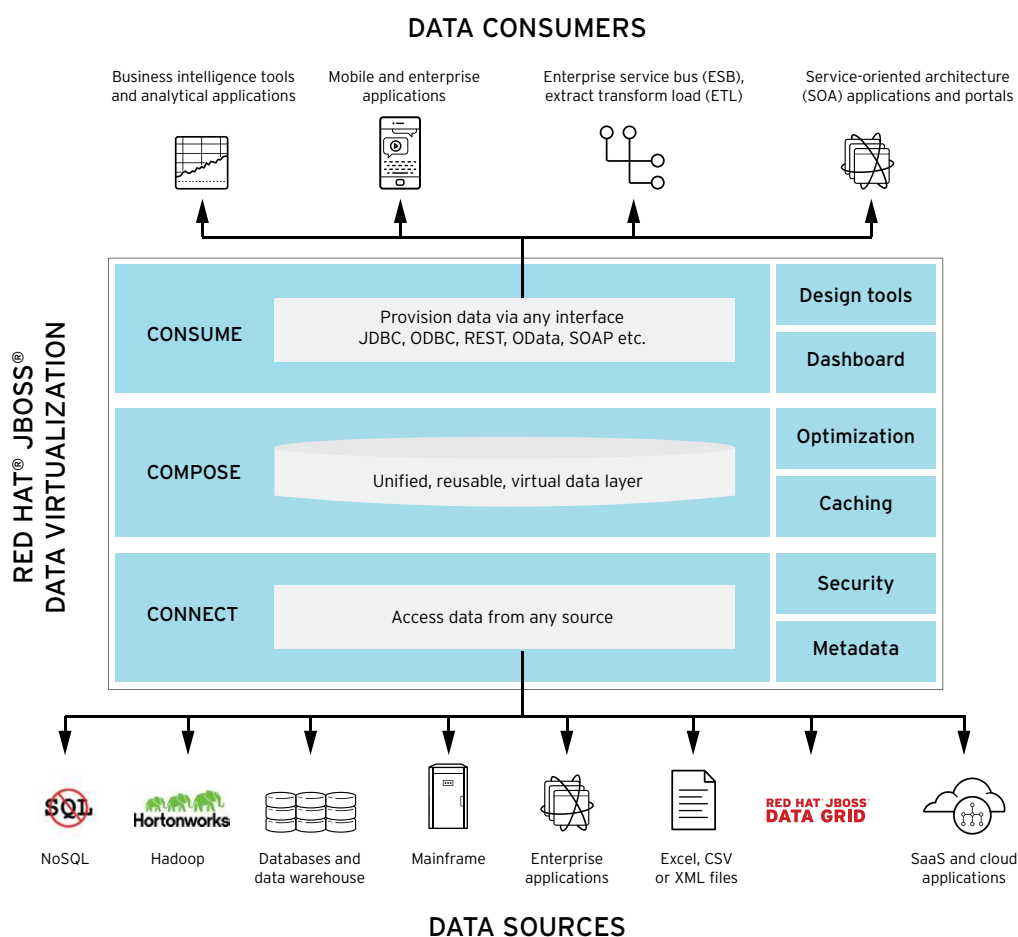 DATA CONSUMERS
Business intelligence tools
and analytical applications
Mobile and enterprise
applications
Enterprise service bus (ESB),
extract transform load (ETL)
Service-oriented architecture
(SOA) applications and portals
RED HAT® JBOSS®
DATA VIRTUALIZATION
CONSUME
Provision data via any interface
JDBC, ODBC, REST, OData, SOAP etc.
Design tools
Dashboard
COMPOSE
Unified, reusable, virtual data layer
Optimization
Caching
CONNECT
Access data from any source
Security
Metadata
SQL
NoSQL
Hortonworks
Hadoop
Databases and
data warehouse
Mainframe
Enterprise
applications
Excel, CSV
or XML files
RED HAT® JBOSS®
DATA GRID
SaaS and cloud
applications
DATA SOURCES